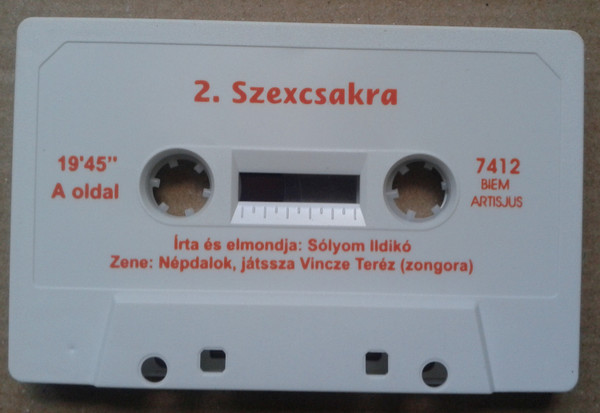 2. Szexcsakra
19'45"
A oldal
7412
BIEM
ARTISJUS
Írta és elmondja: Sólyom Ildikó
Zene: Népdalok, játssza Vincze Teréz (zongora)